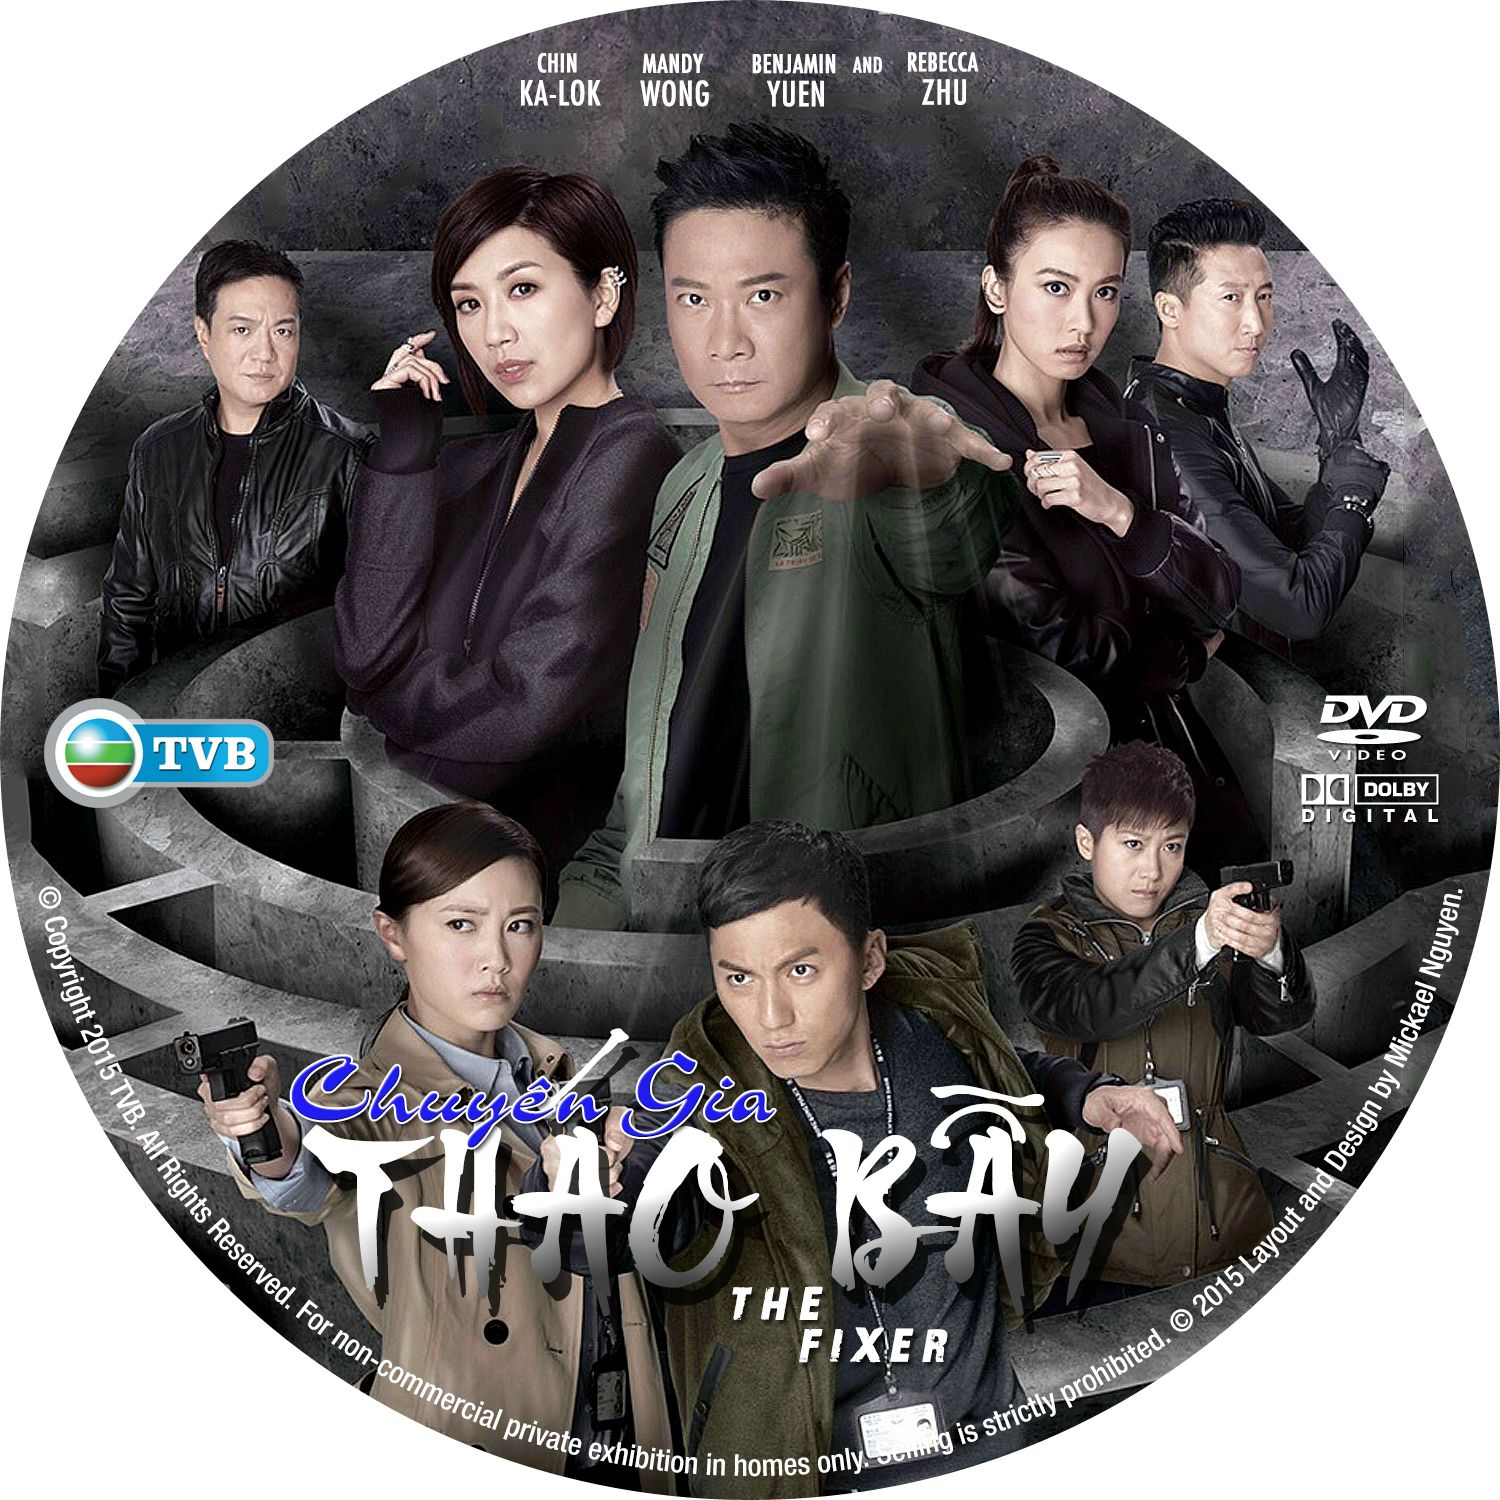 CHIN KA-LOK
MANDY WONG
BENJAMIN YUEN
AND
REBECCA ZHU
TVB
DVD
VIDEO
DOLBY
DIGITAL
Chuyến Gia
THÁO BẪY
THE
FIXER
© Copyright 2015 TVB. All Rights Reserved. For non-commercial private exhibition in homes only. Selling is strictly prohibited. © 2015 Layout and Design by Mickael Nguyen.